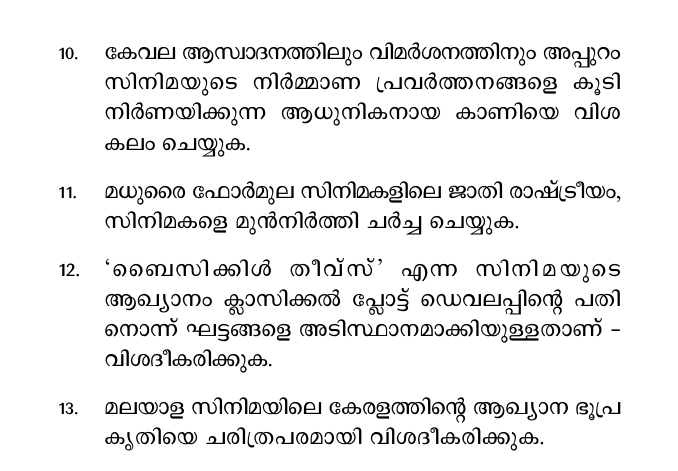 10. കേവല ആസ്വാദനത്തിലും വിമർശനത്തിനും അപ്പുറം
സിനിമയുടെ നിർമ്മാണ പ്രവർത്തനങ്ങളെ കൂടി
നിർണയിക്കുന്ന ആധുനികനായ കാണിയെ വിശ
കലം ചെയ്യുക.
11. മധുരൈ ഫോർമുല സിനിമകളിലെ ജാതി രാഷ്ട്രീയം,
സിനിമകളെ മുൻനിർത്തി ചർച്ച ചെയ്യുക.
12. ‘ബൈസിക്കിൾ തീവ്സ്’ എന്ന സിനിമയുടെ
ആഖ്യാനം ക്ലാസിക്കൽ പ്ലോട്ട് ഡെവലപ്പിന്റെ പതി
നൊന്ന് ഘട്ടങ്ങളെ അടിസ്ഥാനമാക്കിയുള്ളതാണ് –
വിശദീകരിക്കുക.
13. മലയാള സിനിമയിലെ കേരളത്തിന്റെ ആഖ്യാന ഭൂപ്ര
കൃതിയെ ചരിത്രപരമായി വിശദീകരിക്കുക.